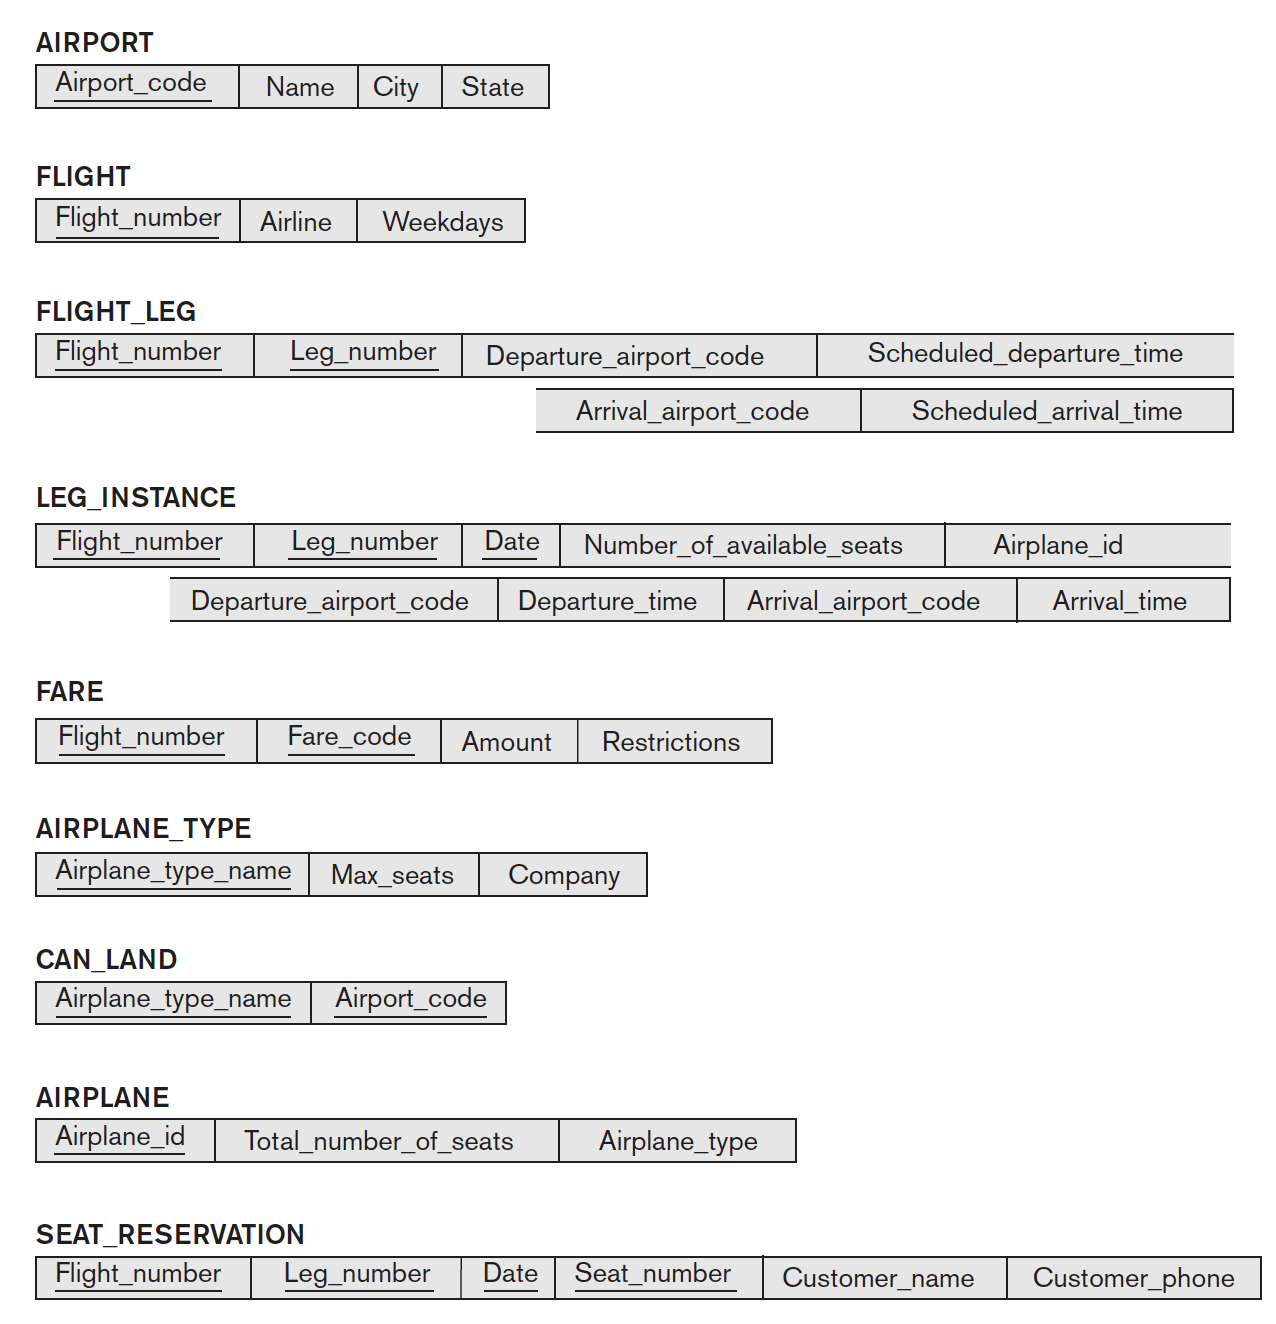 AIRPORT
Airport_code Name City State
FLIGHT
Flight_number Airline Weekdays
FLIGHT_LEG
Flight_number Leg_number Departure_airport_code Scheduled_departure_time
Arrival_airport_code Scheduled_arrival_time
LEG_INSTANCE
Flight_number Leg_number Date Number_of_available_seats Airplane_id
Departure_airport_code Departure_time Arrival_airport_code Arrival_time
FARE
Flight_number Fare_code Amount Restrictions
AIRPLANE_TYPE
Airplane_type_name Max_seats Company
CAN_LAND
Airplane_type_name Airport_code
AIRPLANE
Airplane_id Total_number_of_seats Airplane_type
SEAT_RESERVATION
Flight_number Leg_number Date Seat_number Customer_name Customer_phone